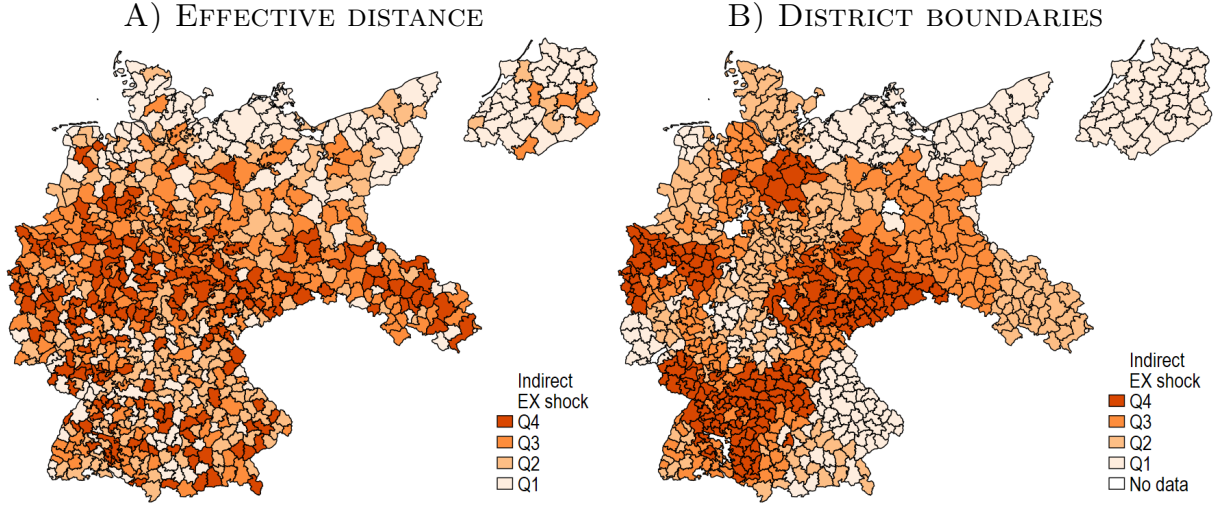 A) EFFECTIVE DISTANCE
B) DISTRICT BOUNDARIES
Indirect
EX shock
Q4
Q3
Q2
Q1
Indirect
EX shock
Q4
Q3
Q2
Q1
No data